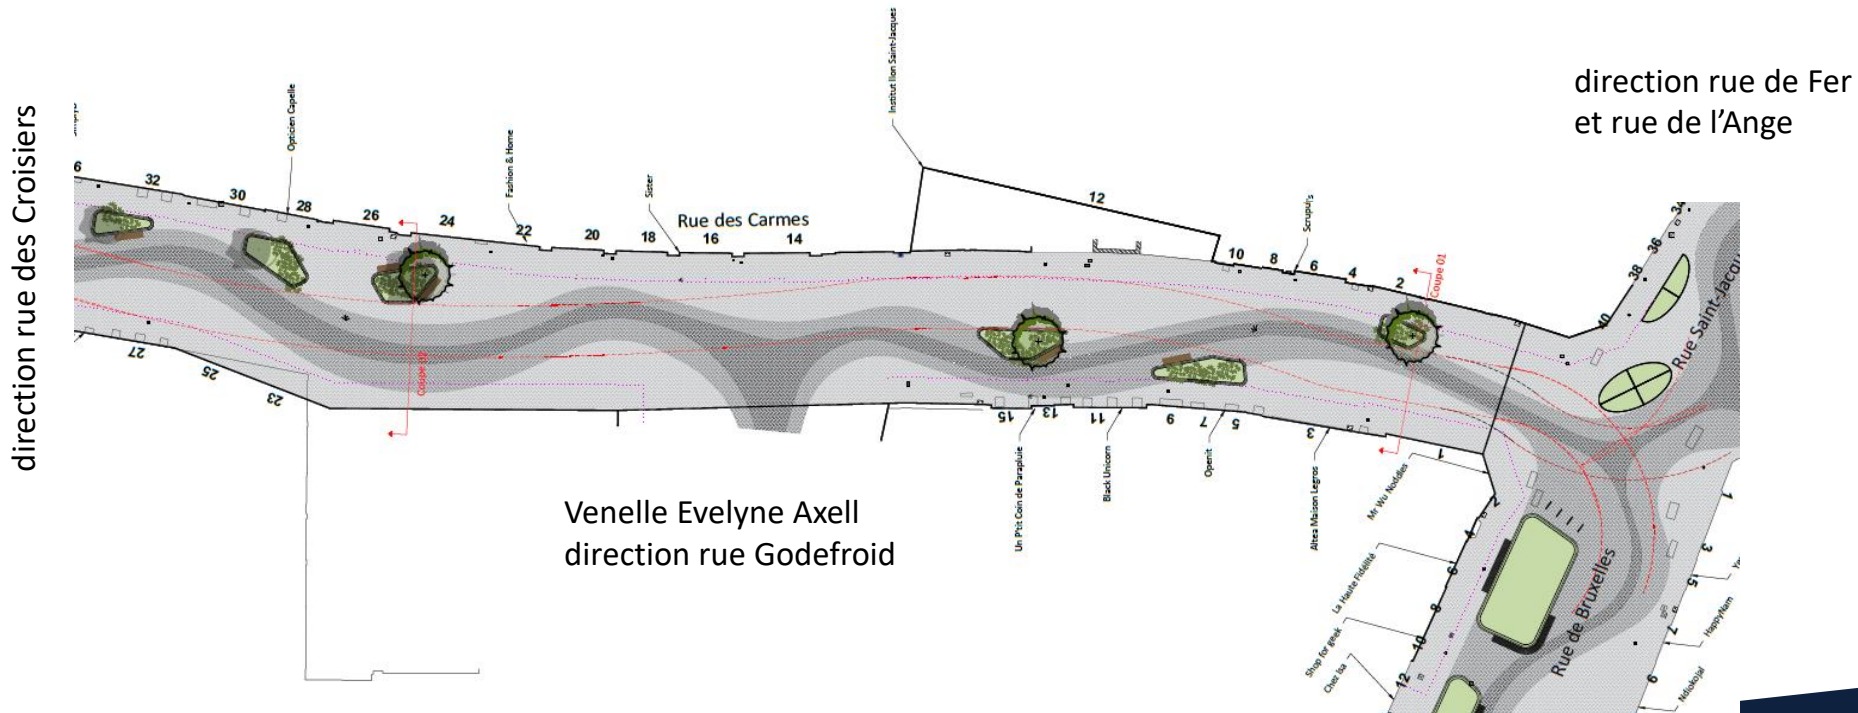 direction rue des Croisiers
direction rue de Fer
et rue de l'Ange
Opticien Capelle
Fashion & Home
Sister
Institut Ilon Saint-Jacques
Scrupul's
6
32
30
28
26
24
22
20
18
16
14
12
10
8
6
4
2
Rue des Carmes
Coupe 02
Coupe 01
34
36
38
40
Rue Saint-Jacqu
27
25
23
15
13
11
9
7
5
3
1
Un P'tit Coin de Parapluie
Black Unicorn
Openit
Altea Maison Legros
Mr Wu Noddles
Venelle Evelyne Axell
direction rue Godefroid
2
4
6
8
10
12
La Haute Fidélité
Shop for geek
Chez Isa
Rue de Bruxelles
1
3
5
7
9
HappyNam
Ndiokojal